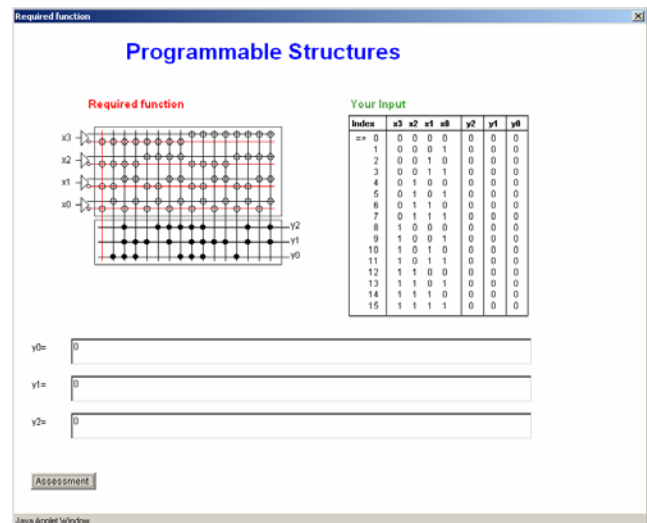 Required function
Programmable Structures
Required function
x3
x2
x1
x0
y2
y1
y0
Your Input
Index x3 x2 x1 x0 y2 y1 y0
=> 0 0 0 0 0 0 0 0
1 0 0 0 1 0 0 0
2 0 0 1 0 0 0 0
3 0 0 1 1 0 0 0
4 0 1 0 0 0 0 0
5 0 1 0 1 0 0 0
6 0 1 1 0 0 0 0
7 0 1 1 1 0 0 0
8 1 0 0 0 0 0 0
9 1 0 0 1 0 0 0
10 1 0 1 0 0 0 0
11 1 0 1 1 0 0 0
12 1 1 0 0 0 0 0
13 1 1 0 1 0 0 0
14 1 1 1 0 0 0 0
15 1 1 1 1 0 0 0
y0= 0
y1= 0
y2= 0
Assessment
Java Applet Window